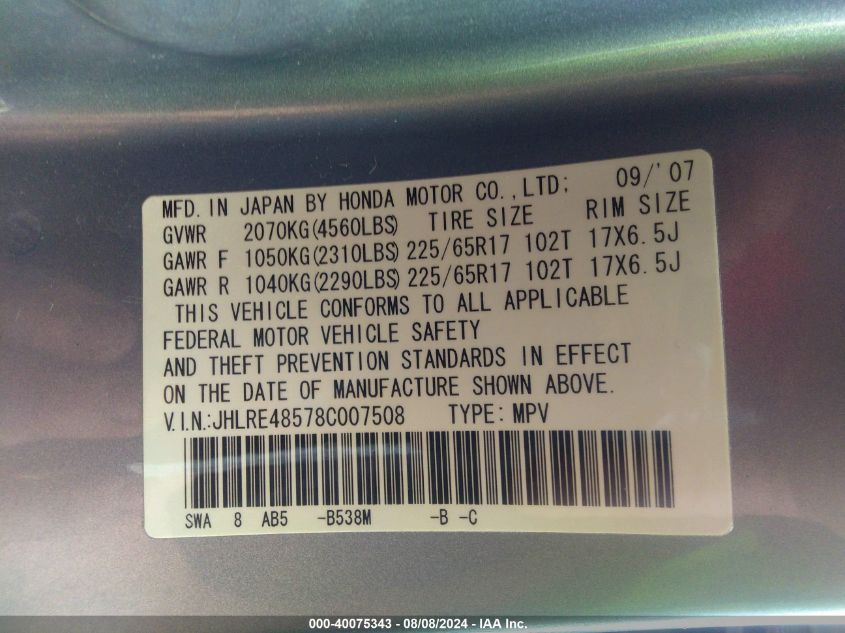 MFD. IN JAPAN BY HONDA MOTOR CO.,LTD; 09/'07
GVWR 2070KG(4560LBS) TIRE SIZE RIM SIZE
GAWR F 1050KG(2310LBS) 225/65R17 102T 17X6.5J
GAWR R 1040KG(2290LBS) 225/65R17 102T 17X6.5J
THIS VEHICLE CONFORMS TO ALL APPLICABLE
FEDERAL MOTOR VEHICLE SAFETY
AND THEFT PREVENTION STANDARDS IN EFFECT
ON THE DATE OF MANUFACTURE SHOWN ABOVE.
V.I.N.:JHLRE48578C007508 TYPE: MPV
SWA 8 AB5 -B538M -B -C
000-40075343 - 08/08/2024 - IAA Inc.